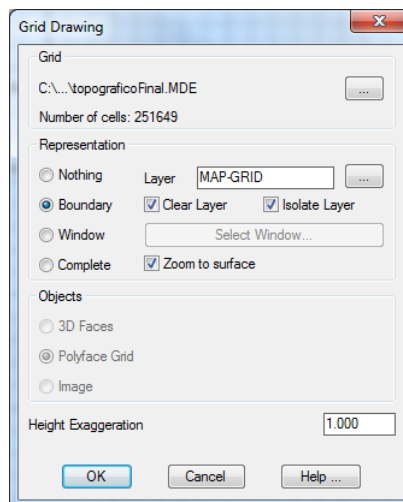 Grid Drawing
Grid
C:\...\topograficoFinal.MDE ...
Number of cells: 251649
Representation
Nothing Layer MAP-GRID ...
Boundary Clear Layer Isolate Layer
Window Select Window...
Complete Zoom to surface
Objects
3D Faces
Polyface Grid
Image
Height Exaggeration 1.000
OK Cancel Help ...